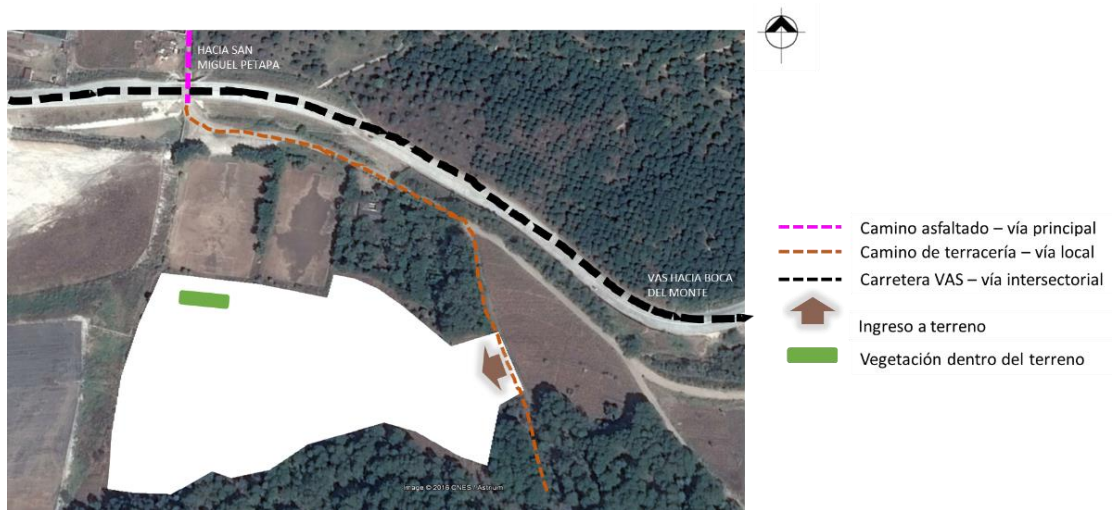 HACIA SAN
MIGUEL PETAPA
VAS HACIA BOCA
DEL MONTE
Image © 2016 CNES / Astrium
Camino asfaltado – vía principal
Camino de terracería – vía local
Carretera VAS – vía intersectorial
Ingreso a terreno
Vegetación dentro del terreno